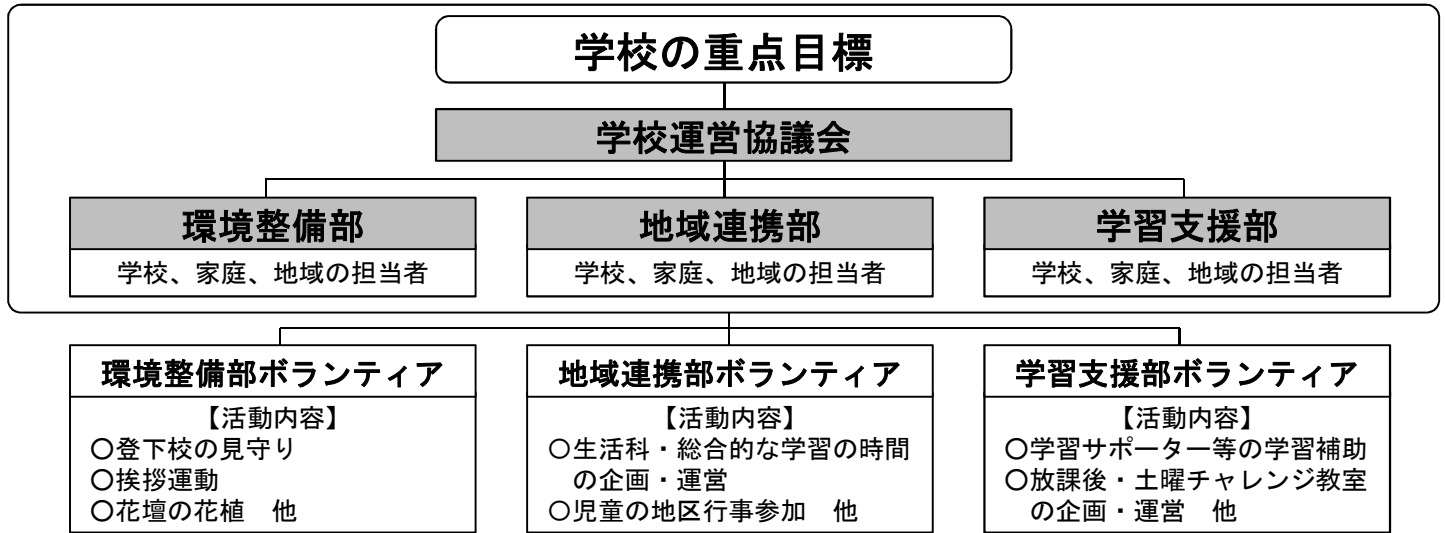 学校の重点目標
学校運営協議会
環境整備部
学校、家庭、地域の担当者
地域連携部
学校、家庭、地域の担当者
学習支援部
学校、家庭、地域の担当者
環境整備部ボランティア
【活動内容】
○登下校の見守り
○挨拶運動
○花壇の花植　他
地域連携部ボランティア
【活動内容】
○生活科・総合的な学習の時間
の企画・運営
○児童の地区行事参加　他
学習支援部ボランティア
【活動内容】
○学習サポーター等の学習補助
○放課後・土曜チャレンジ教室
の企画・運営　他